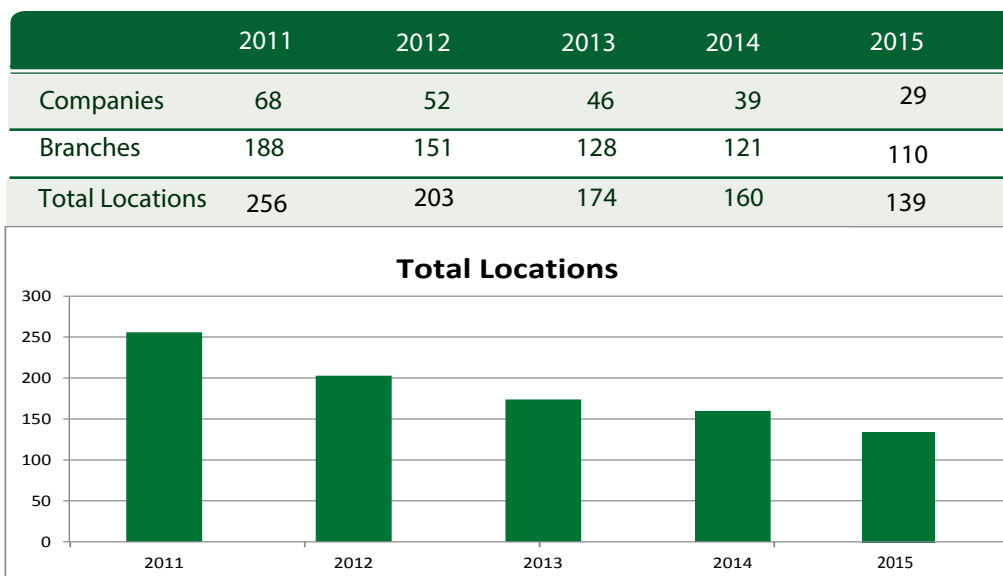 2011 2012 2013 2014 2015
Companies 68 52 46 39 29
Branches 188 151 128 121 110
Total Locations 256 203 174 160 139
Total Locations
300
250
200
150
100
50
0
2011 2012 2013 2014 2015